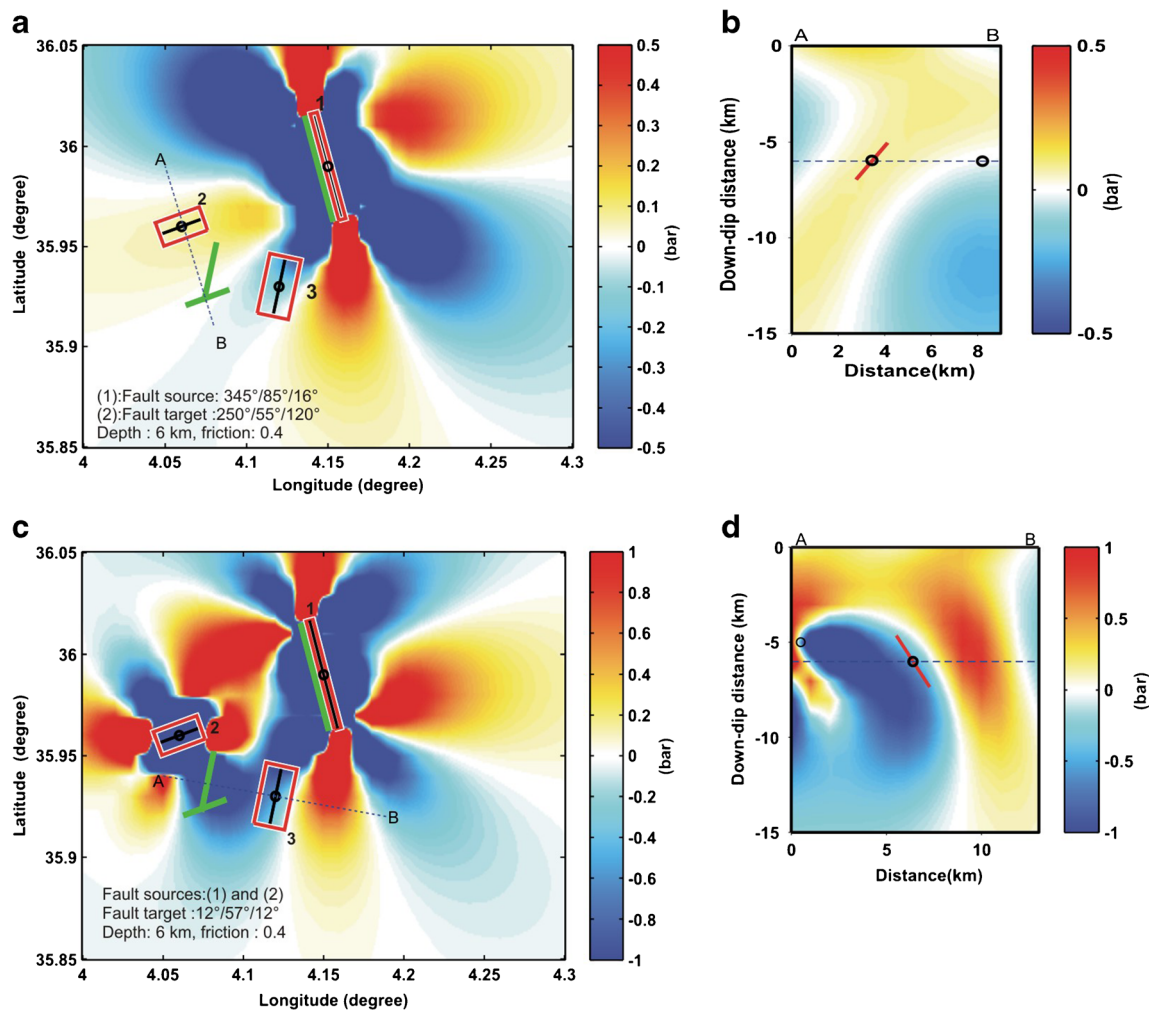 a
36.05
36
35.95
35.9
35.85
4
4.05
4.1
4.15
4.2
4.25
4.3
Latitude (degree)
Longitude (degree)
1
2
3
A
B
(1):Fault source: 345°/85°/16°
(2):Fault target :250°/55°/120°
Depth : 6 km, friction: 0.4
0.5
0.4
0.3
0.2
0.1
0
-0.1
-0.2
-0.3
-0.4
-0.5
(bar)
b
A
B
0
-5
-10
-15
0
2
4
6
8
Down-dip distance (km)
Distance(km)
0.5
0
-0.5
(bar)
c
36.05
36
35.95
35.9
35.85
4
4.05
4.1
4.15
4.2
4.25
4.3
Latitude (degree)
Longitude (degree)
1
2
3
A
B
Fault sources:(1) and (2)
Fault target :12°/57°/12°
Depth: 6 km, friction : 0.4
1
0.8
0.6
0.4
0.2
0
-0.2
-0.4
-0.6
-0.8
-1
(bar)
d
A
B
0
-5
-10
-15
0
5
10
Down-dip distance (km)
Distance(km)
1
0.5
0
-0.5
-1
(bar)